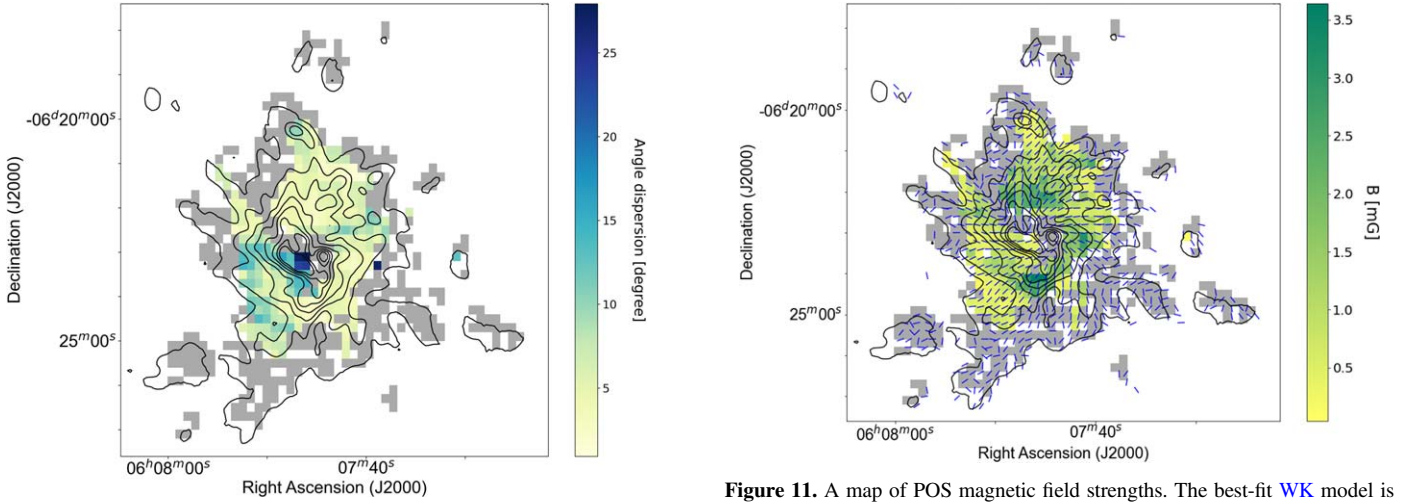 25
20
15
10
5
Angle dispersion [degree]
-06ᵈ20ᵐ00ˢ
25ᵐ00ˢ
Declination (J2000)
06ʰ08ᵐ00ˢ 07ᵐ40ˢ
Right Ascension (J2000)
3.5
3.0
2.5
2.0
1.5
1.0
0.5
B [mG]
-06ᵈ20ᵐ00ˢ
25ᵐ00ˢ
Declination (J2000)
06ʰ08ᵐ00ˢ 07ᵐ40ˢ
Right Ascension (J2000)
Figure 11. A map of POS magnetic field strengths. The best-fit WK model is